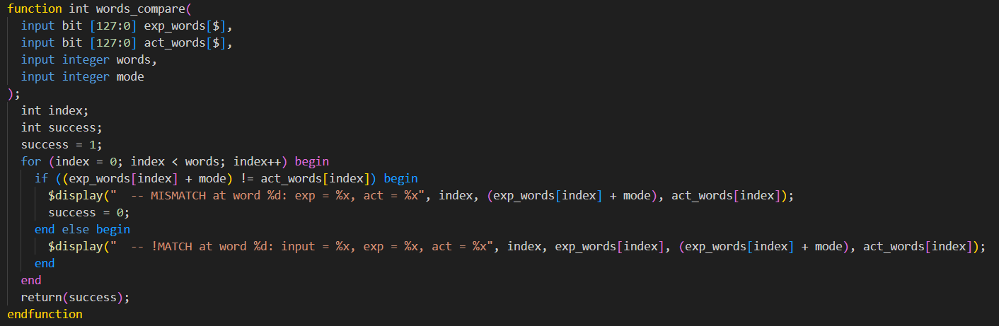 function int words_compare(
  input bit [127:0] exp_words[$],
  input bit [127:0] act_words[$],
  input integer words,
  input integer mode
);
  int index;
  int success;
  success = 1;
  for (index = 0; index < words; index++) begin
    if ((exp_words[index] + mode) != act_words[index]) begin
      $display("  -- MISMATCH at word %d: exp = %x, act = %x", index, (exp_words[index] + mode), act_words[index]);
      success = 0;
    end else begin
      $display("  -- !MATCH at word %d: input = %x, exp = %x, act = %x", index, exp_words[index], (exp_words[index] + mode), act_words[index]);
    end
  end
  return(success);
endfunction